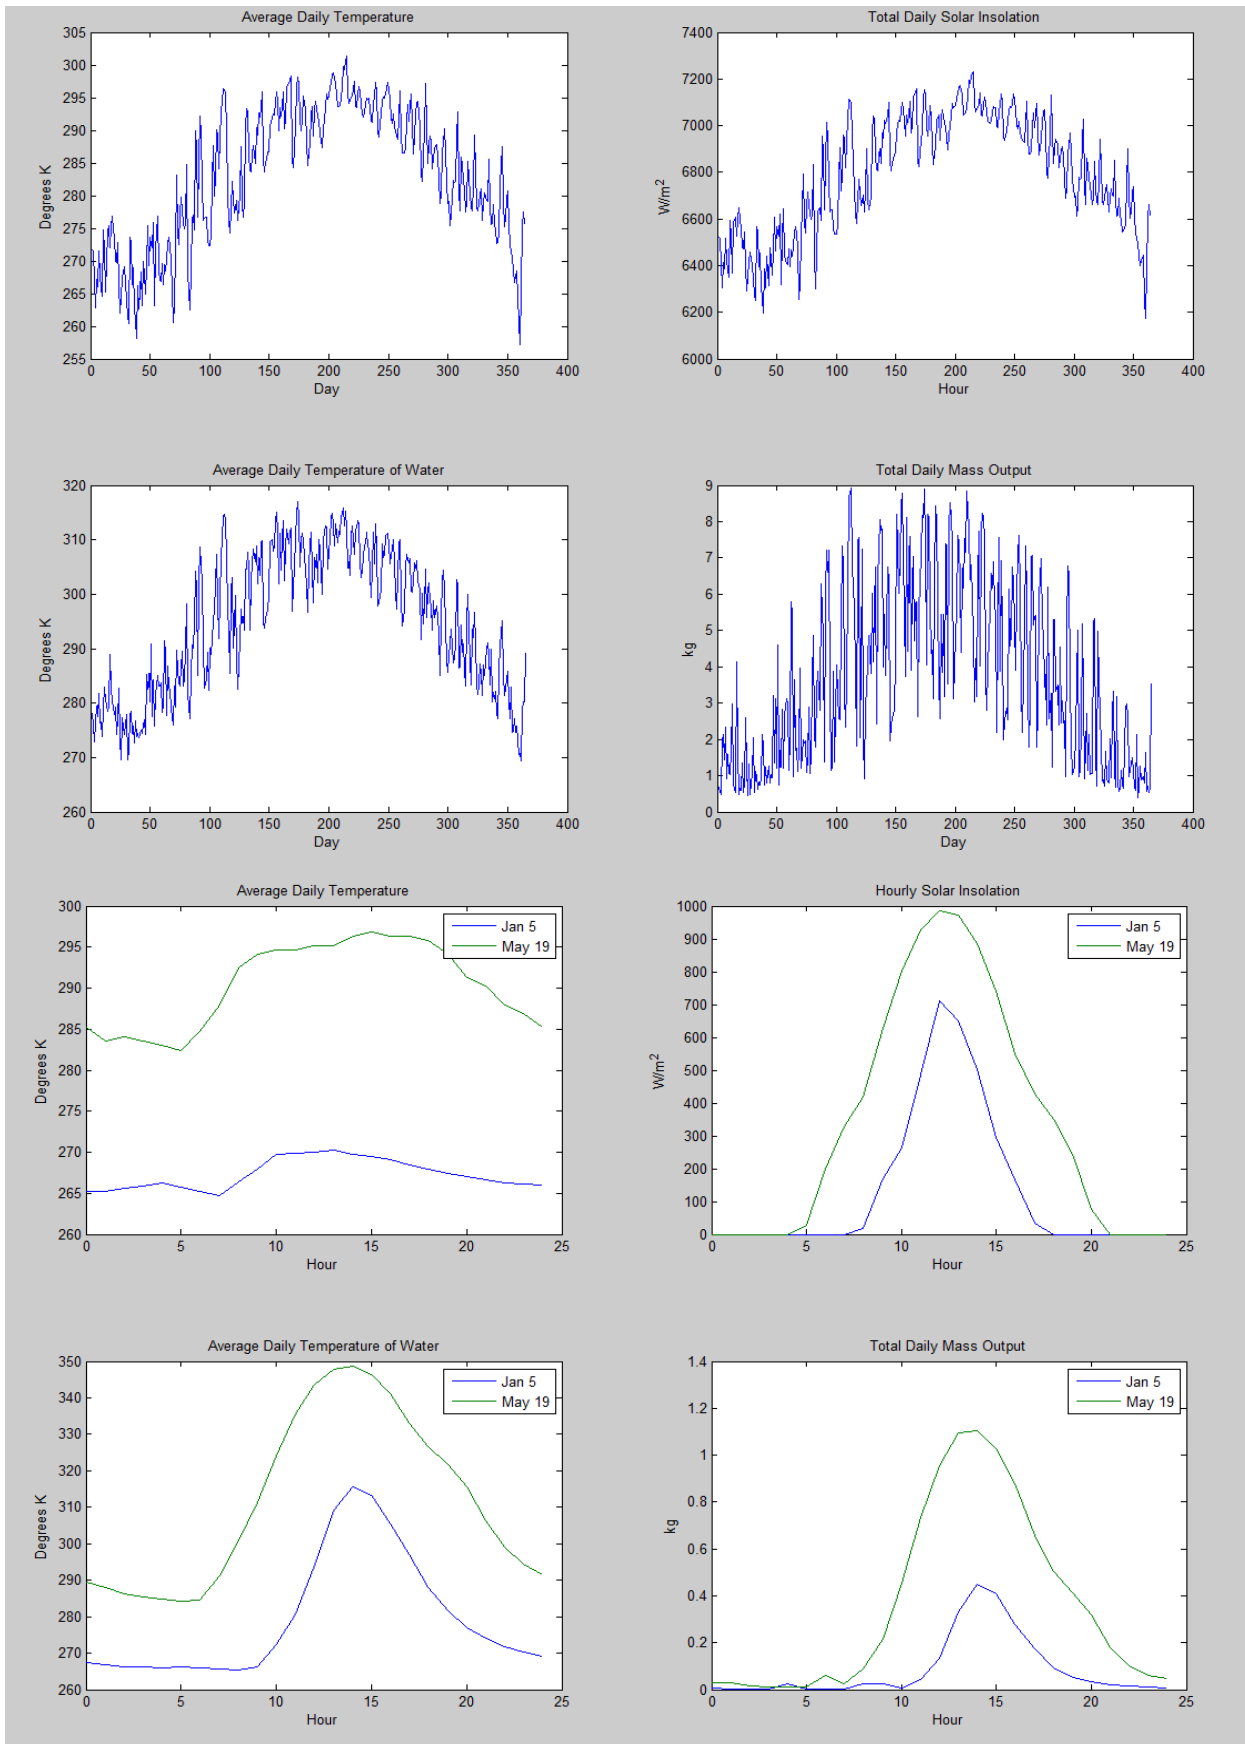 Average Daily Temperature
305
300
295
290
285
280
275
270
265
260
255
Degrees K
0 50 100 150 200 250 300 350 400
Day
Total Daily Solar Insolation
7400
7200
7000
6800
6600
6400
6200
6000
W/m²
0 50 100 150 200 250 300 350 400
Hour
Average Daily Temperature of Water
320
310
300
290
280
270
260
Degrees K
0 50 100 150 200 250 300 350 400
Day
Total Daily Mass Output
9
8
7
6
5
4
3
2
1
0
kg
0 50 100 150 200 250 300 350 400
Day
Average Daily Temperature
300
295
290
285
280
275
270
265
260
Degrees K
Jan 5
May 19
0 5 10 15 20 25
Hour
Hourly Solar Insolation
1000
900
800
700
600
500
400
300
200
100
0
W/m²
Jan 5
May 19
0 5 10 15 20 25
Hour
Average Daily Temperature of Water
350
340
330
320
310
300
290
280
270
260
Degrees K
Jan 5
May 19
0 5 10 15 20 25
Hour
Total Daily Mass Output
1.4
1.2
1
0.8
0.6
0.4
0.2
0
kg
Jan 5
May 19
0 5 10 15 20 25
Hour